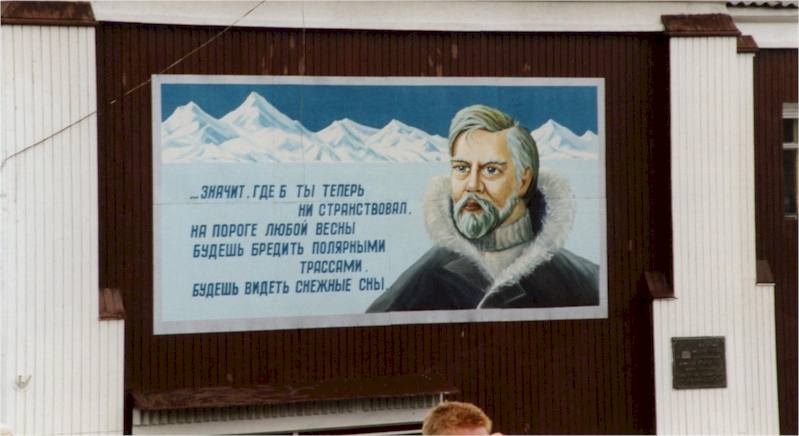 ...ЗНАЧИТ, ГДЕ Б ТЫ ТЕПЕРЬ
НИ СТРАНСТВОВАЛ,
НА ПОРОГЕ ЛЮБОЙ ВЕСНЫ
БУДЕШЬ БРЕДИТЬ ПОЛЯРНЫМИ
ТРАССАМИ,
БУДЕШЬ ВИДЕТЬ СНЕЖНЫЕ СНЫ...